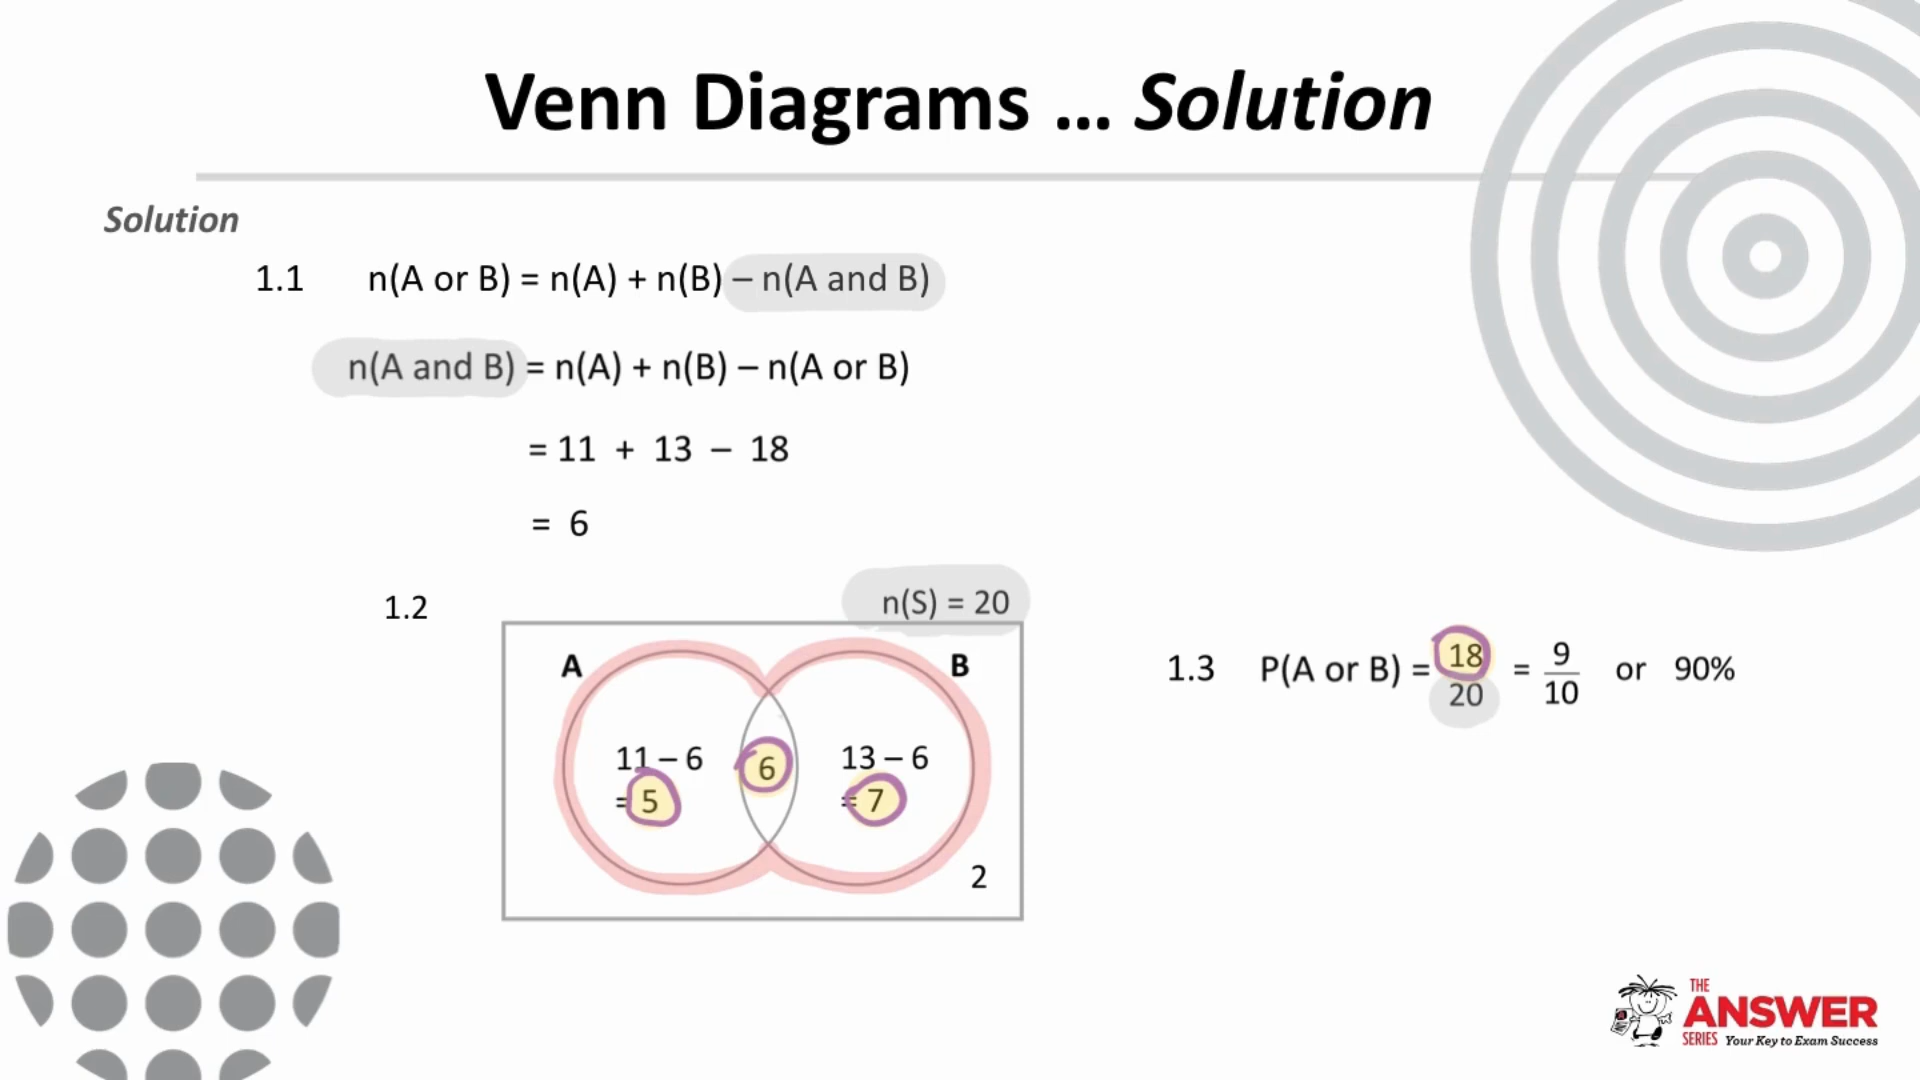 Venn Diagrams ... Solution
Solution
1.1 n(A or B) = n(A) + n(B) – n(A and B)
n(A and B) = n(A) + n(B) – n(A or B)
= 11 + 13 – 18
= 6
1.2
n(S) = 20
A
B
11 – 6
= 5
6
13 – 6
= 7
2
1.3 P(A or B) = 18/20 = 9/10 or 90%
THE
ANSWER
SERIES Your Key to Exam Success